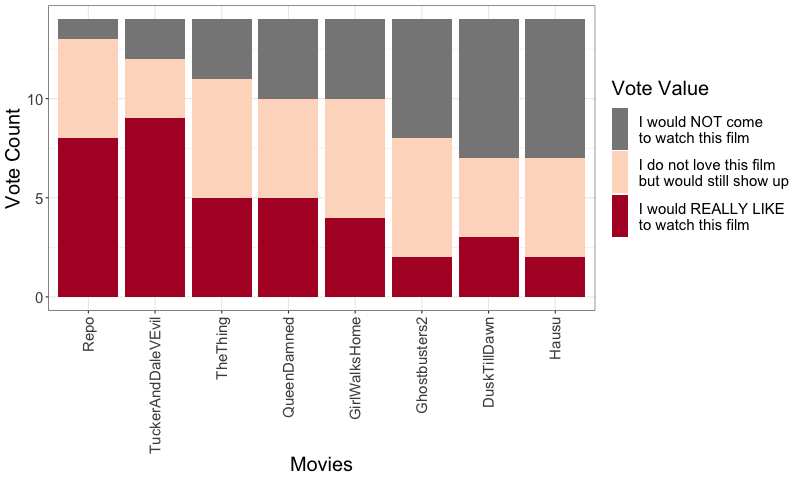 Vote Count
10
5
0
Repo
TuckerAndDaleVEvil
TheThing
QueenDamned
GirlWalksHome
Ghostbusters2
DuskTillDawn
Hausu
Movies
Vote Value
I would NOT come
to watch this film
I do not love this film
but would still show up
I would REALLY LIKE
to watch this film